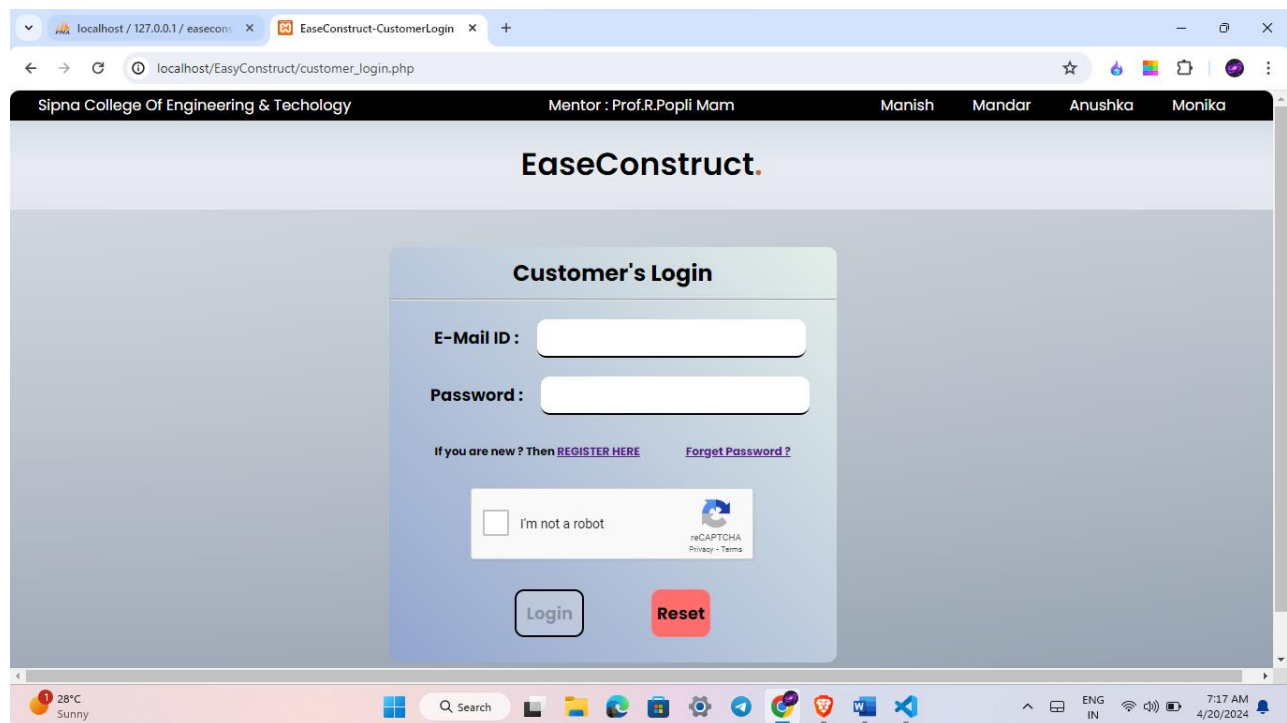 localhost / 127.0.0.1 / easecons
EaseConstruct-CustomerLogin
localhost/EasyConstruct/customer_login.php
Sipna College Of Engineering & Techology Mentor : Prof.R.Popli Mam Manish Mandar Anushka Monika
EaseConstruct.
Customer's Login
E-Mail ID :
Password :
If you are new ? Then REGISTER HERE Forget Password ?
I'm not a robot
reCAPTCHA
Privacy - Terms
Login Reset
1
28°C
Sunny
Search
ENG
IN
7:17 AM
4/20/2024